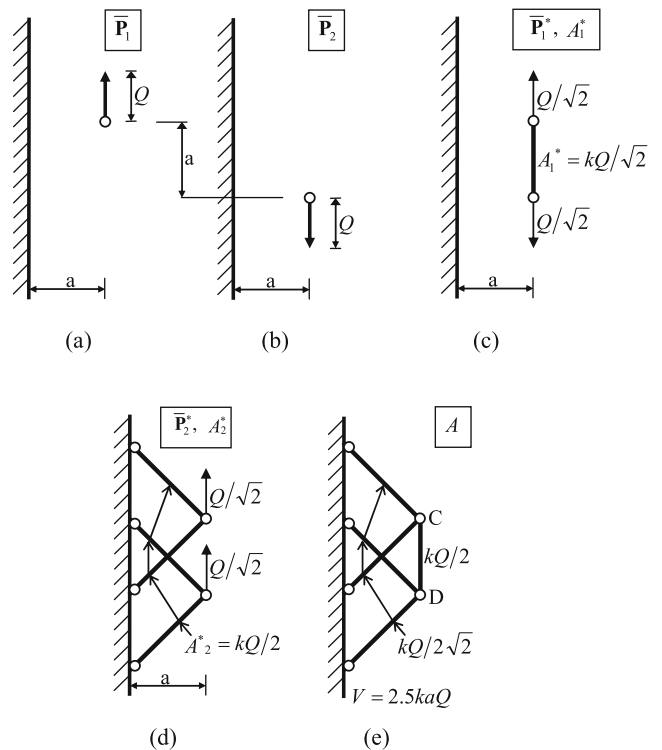 P̅₁
Q
a
a
(a)
P̅₂
Q
a
(b)
P̅₁*, A₁*
Q/√2
A₁* = kQ/√2
Q/√2
a
(c)
P̅₂*, A₂*
Q/√2
Q/√2
A*₂ = kQ/2
a
(d)
A
C
kQ/2
D
kQ/2√2
V = 2.5kaQ
(e)